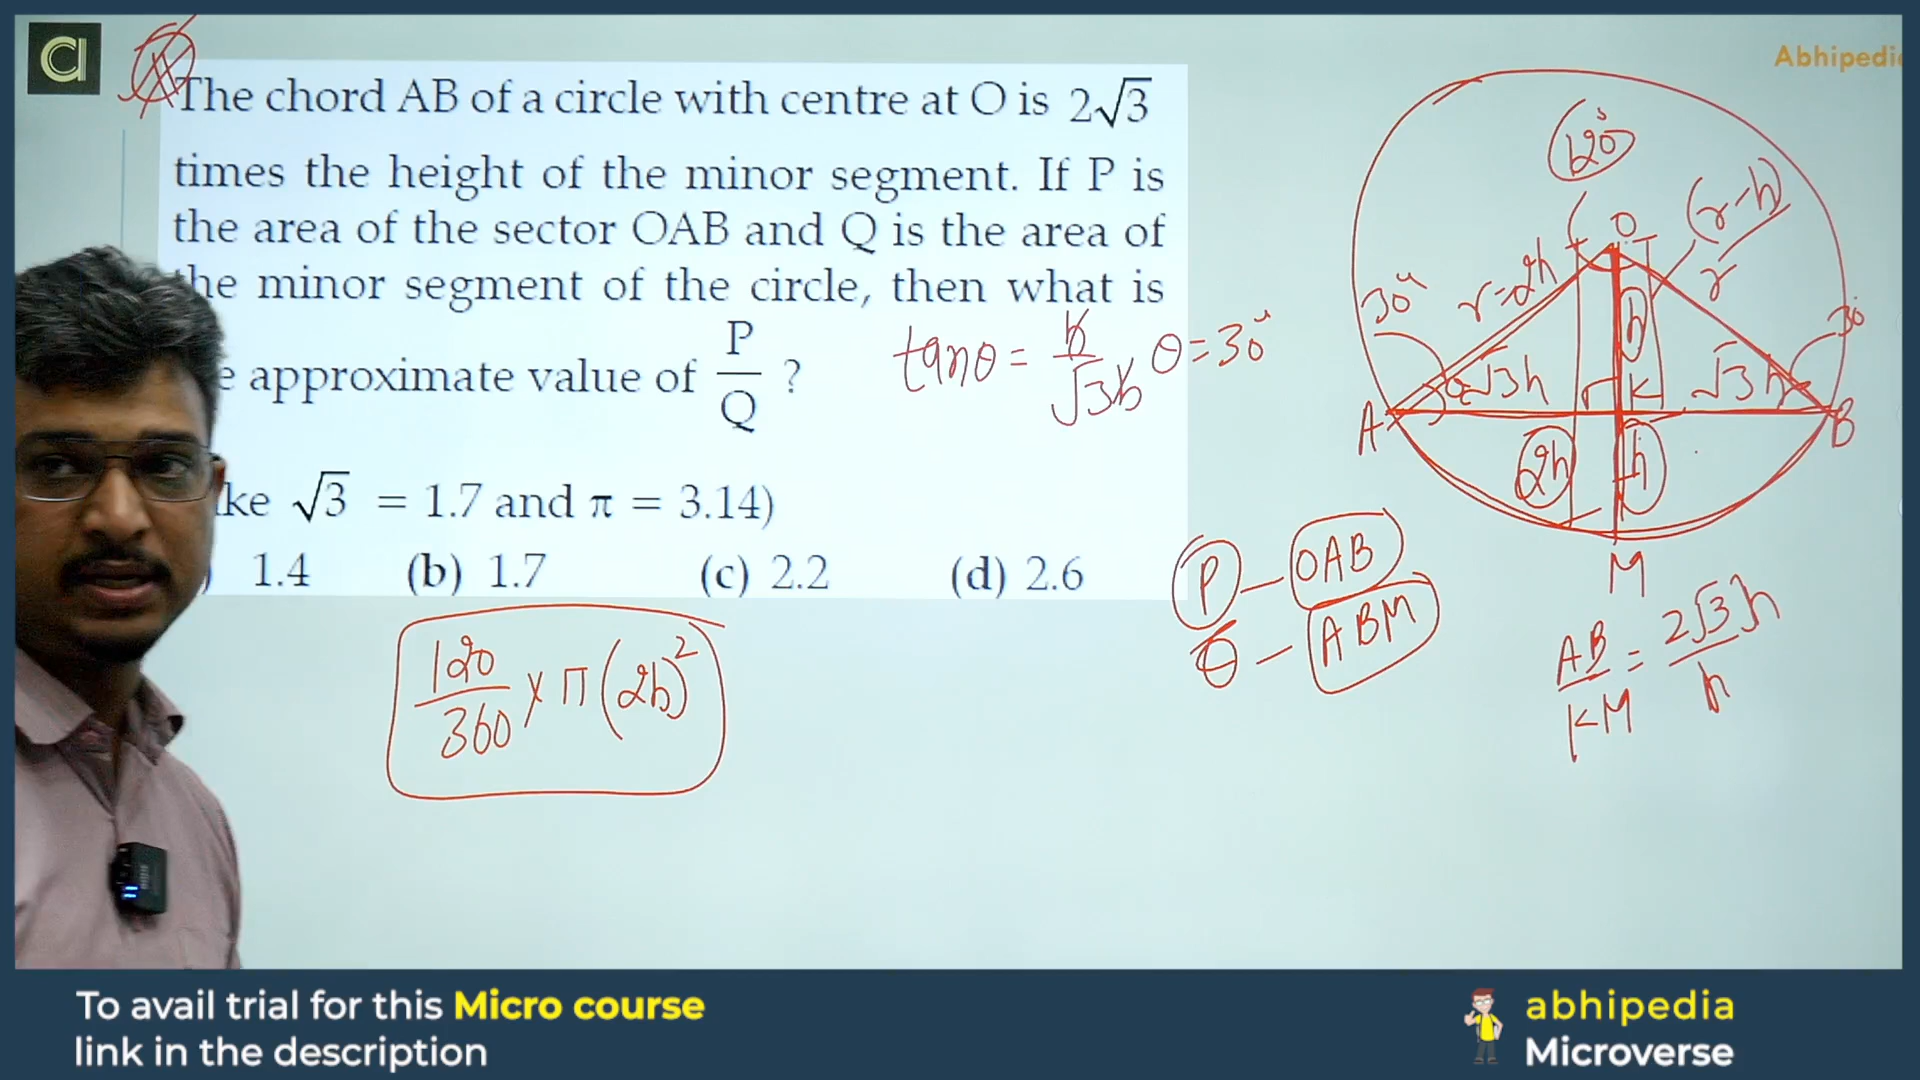 Abhipedi
The chord AB of a circle with centre at O is 2√3
times the height of the minor segment. If P is
the area of the sector OAB and Q is the area of
he minor segment of the circle, then what is
e approximate value of P/Q ?
ke √3 = 1.7 and π = 3.14)
) 1.4 (b) 1.7 (c) 2.2 (d) 2.6
tanθ = h/√3h θ = 30°
120/360 × π (2h)²
120°
O
(r-h)
r=2h
r
30°
30°
h
√3h
K
√3h
A
B
2h
h
M
P — OAB
Q — ABM
AB/KM = 2√3h/h
To avail trial for this Micro course
link in the description
abhipedia
Microverse